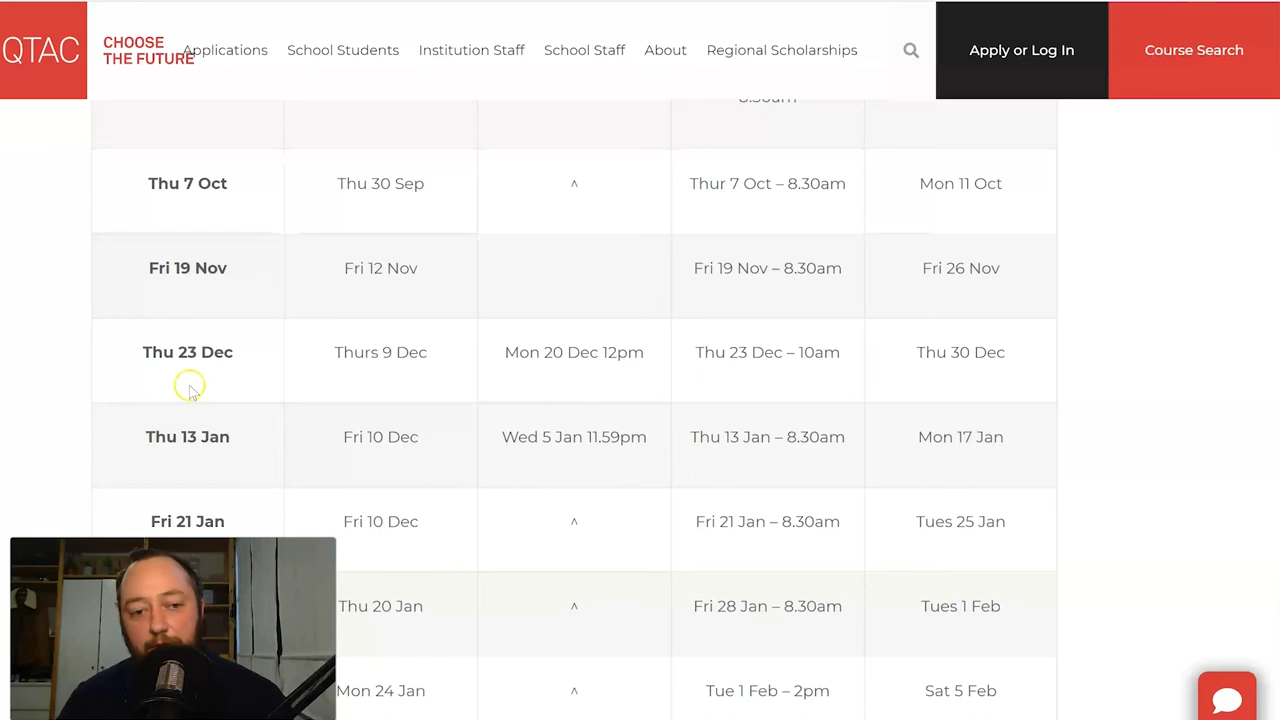 QTAC
CHOOSE
THE FUTURE
Applications School Students Institution Staff School Staff About Regional Scholarships Apply or Log In Course Search
8.30am
Thu 7 Oct Thu 30 Sep ^ Thur 7 Oct – 8.30am Mon 11 Oct
Fri 19 Nov Fri 12 Nov Fri 19 Nov – 8.30am Fri 26 Nov
Thu 23 Dec Thurs 9 Dec Mon 20 Dec 12pm Thu 23 Dec – 10am Thu 30 Dec
Thu 13 Jan Fri 10 Dec Wed 5 Jan 11.59pm Thu 13 Jan – 8.30am Mon 17 Jan
Fri 21 Jan Fri 10 Dec ^ Fri 21 Jan – 8.30am Tues 25 Jan
Thu 20 Jan ^ Fri 28 Jan – 8.30am Tues 1 Feb
Mon 24 Jan ^ Tue 1 Feb – 2pm Sat 5 Feb